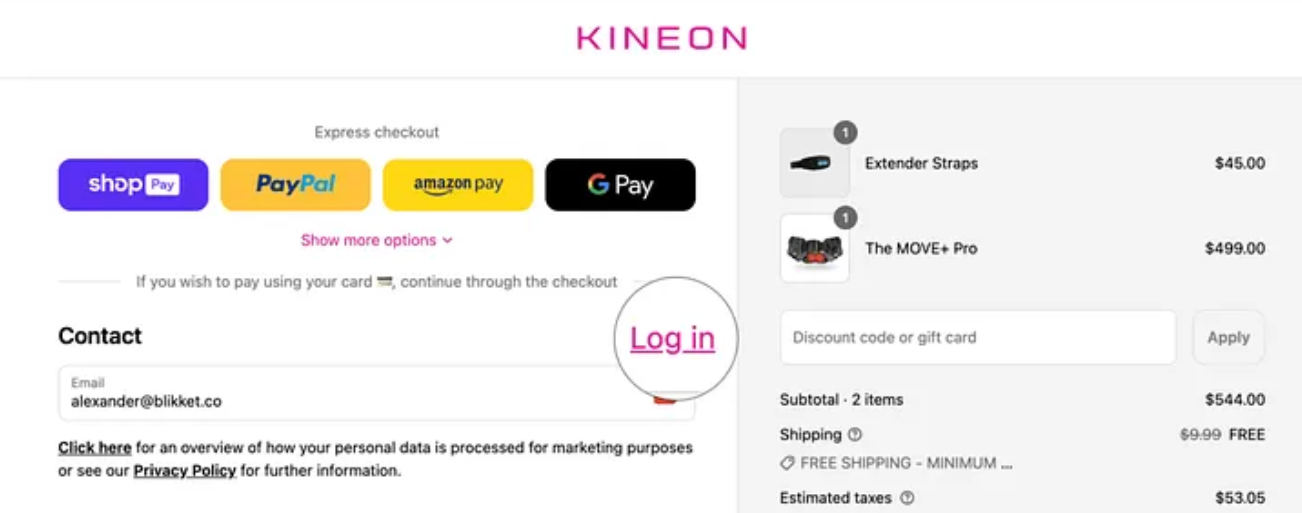 KINEON
Express checkout
shop Pay
PayPal
amazon pay
G Pay
Show more options
If you wish to pay using your card 💳, continue through the checkout
Contact
Log in
Email
alexander@blikket.co
Click here for an overview of how your personal data is processed for marketing purposes
or see our Privacy Policy for further information.
1
Extender Straps $45.00
1
The MOVE+ Pro $499.00
Discount code or gift card
Apply
Subtotal · 2 items $544.00
Shipping ? $9.99 FREE
FREE SHIPPING - MINIMUM ...
Estimated taxes ? $53.05